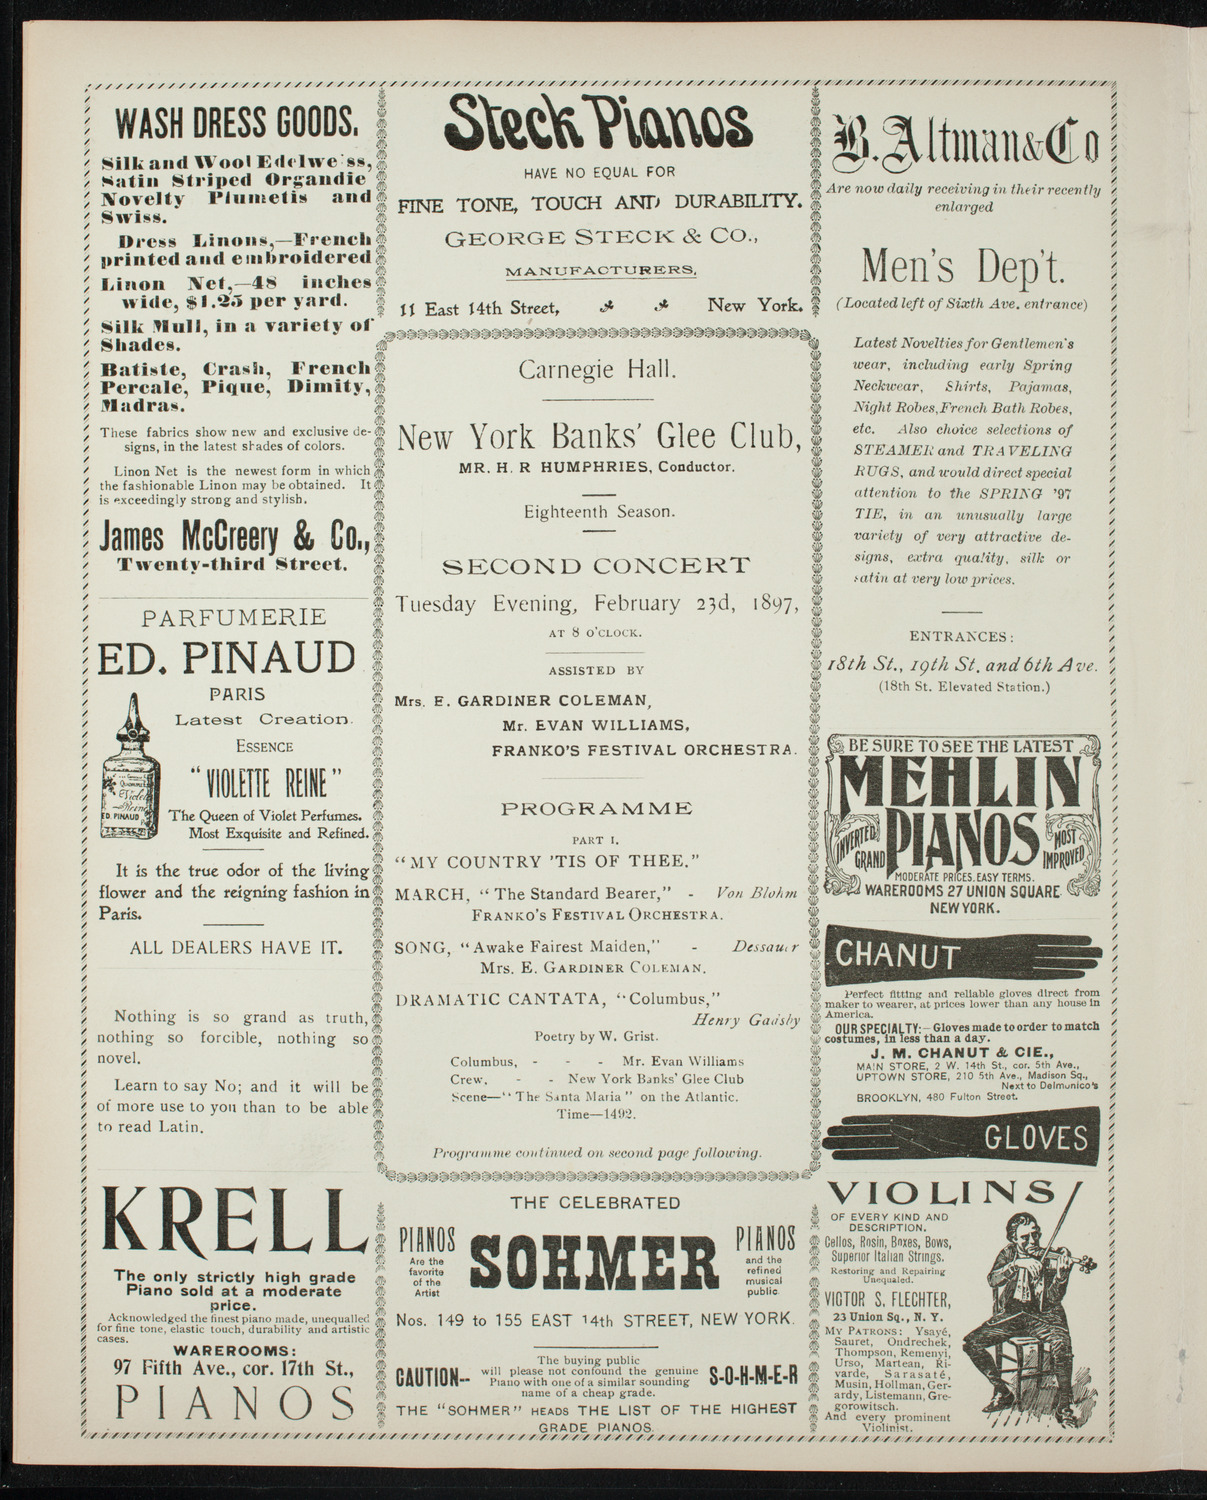 WASH DRESS GOODS.
Silk and Wool Edelweiss,
Satin Striped Organdie
Novelty Plumetis and
Swiss.
Dress Linons,—French
printed and embroidered
Linon Net,—48 inches
wide, $1.25 per yard.
Silk Mull, in a variety of
Shades.
Batiste, Crash, French
Percale, Pique, Dimity,
Madras.
These fabrics show new and exclusive de-
signs, in the latest shades of colors.
Linon Net is the newest form in which
the fashionable Linon may be obtained. It
is exceedingly strong and stylish.
James McCreery & Co.,
Twenty-third Street.
PARFUMERIE
ED. PINAUD
PARIS
Latest Creation.
ESSENCE
"VIOLETTE REINE"
The Queen of Violet Perfumes.
Most Exquisite and Refined.
Violette
Reine
ED. PINAUD
It is the true odor of the living
flower and the reigning fashion in
Paris.
ALL DEALERS HAVE IT.
Nothing is so grand as truth,
nothing so forcible, nothing so
novel.
Learn to say No; and it will be
of more use to you than to be able
to read Latin.
KRELL
The only strictly high grade
Piano sold at a moderate
price.
Acknowledged the finest piano made, unequalled
for fine tone, elastic touch, durability and artistic
cases.
WAREROOMS:
97 Fifth Ave., cor. 17th St.,
PIANOS
Steck Pianos
HAVE NO EQUAL FOR
FINE TONE, TOUCH AND DURABILITY.
GEORGE STECK & CO.,
MANUFACTURERS,
11 East 14th Street, New York.
Carnegie Hall.
New York Banks' Glee Club,
MR. H. R HUMPHRIES, Conductor.
Eighteenth Season.
SECOND CONCERT
Tuesday Evening, February 23d, 1897,
AT 8 O'CLOCK.
ASSISTED BY
Mrs. E. GARDINER COLEMAN,
Mr. EVAN WILLIAMS,
FRANKO'S FESTIVAL ORCHESTRA.
PROGRAMME
PART I.
"MY COUNTRY 'TIS OF THEE."
MARCH, "The Standard Bearer," - Von Blohm
FRANKO'S FESTIVAL ORCHESTRA.
SONG, "Awake Fairest Maiden," - Dessauer
Mrs. E. GARDINER COLEMAN.
DRAMATIC CANTATA, "Columbus,"
Henry Gadsby
Poetry by W. Grist.
Columbus, - - - Mr. Evan Williams
Crew, - - New York Banks' Glee Club
Scene—"The Santa Maria" on the Atlantic.
Time—1492.
Programme continued on second page following.
THE CELEBRATED
PIANOS
Are the
favorite
of the
Artist
SOHMER
PIANOS
and the
refined
musical
public
Nos. 149 to 155 EAST 14th STREET, NEW YORK.
CAUTION--
The buying public
will please not confound the genuine
Piano with one of a similar sounding
name of a cheap grade.
S-O-H-M-E-R
THE "SOHMER" HEADS THE LIST OF THE HIGHEST
GRADE PIANOS.
B. Altman & Co
Are now daily receiving in their recently
enlarged
Men's Dep't.
(Located left of Sixth Ave. entrance)
Latest Novelties for Gentlemen's
wear, including early Spring
Neckwear, Shirts, Pajamas,
Night Robes, French Bath Robes,
etc. Also choice selections of
STEAMER and TRAVELING
RUGS, and would direct special
attention to the SPRING '97
TIE, in an unusually large
variety of very attractive de-
signs, extra quality, silk or
satin at very low prices.
ENTRANCES:
18th St., 19th St. and 6th Ave.
(18th St. Elevated Station.)
BE SURE TO SEE THE LATEST
MEHLIN
PIANOS
INVERTED
GRAND
MOST
IMPROVED
MODERATE PRICES. EASY TERMS.
WAREROOMS 27 UNION SQUARE
NEW YORK.
CHANUT
Perfect fitting and reliable gloves direct from
maker to wearer, at prices lower than any house in
America.
OUR SPECIALTY:—Gloves made to order to match
costumes, in less than a day.
J. M. CHANUT & CIE.,
MAIN STORE, 2 W. 14th St., cor. 5th Ave.,
UPTOWN STORE, 210 5th Ave., Madison Sq.,
Next to Delmonico's
BROOKLYN, 480 Fulton Street.
GLOVES
VIOLINS
OF EVERY KIND AND
DESCRIPTION.
Cellos, Rosin, Boxes, Bows,
Superior Italian Strings.
Restoring and Repairing
Unequaled.
VICTOR S. FLECHTER,
23 Union Sq., N. Y.
MY PATRONS: Ysayé,
Sauret, Ondrechek,
Thompson, Remenyi,
Urso, Martean, Ri-
varde, Sarasaté,
Musin, Hollman, Ger-
ardy, Listemann, Gre-
gorowitsch.
And every prominent
Violinist.